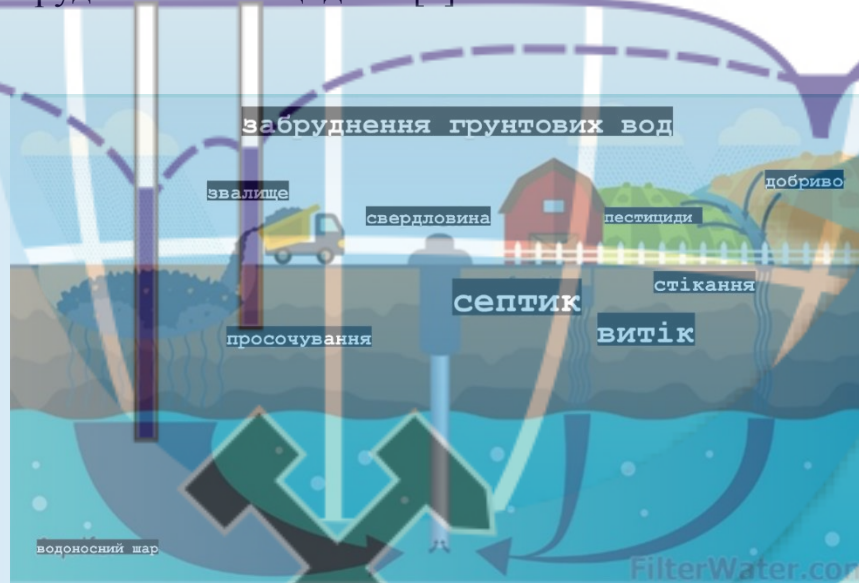 забруднення грунтових вод
звалище
добриво
свердловина
пестициди
стікання
септик
просочування
витік
водоносний шар
FilterWater.com